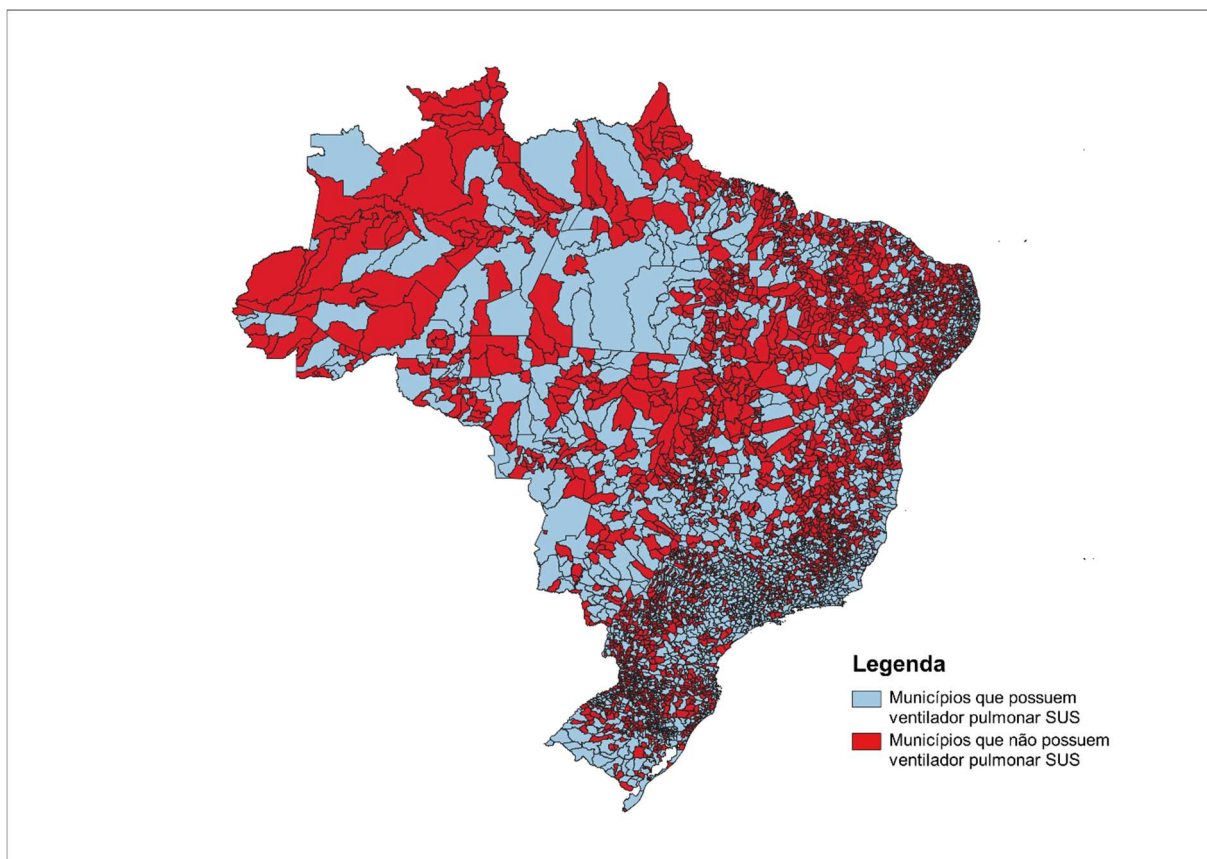 Legenda
Municípios que possuem
ventilador pulmonar SUS
Municípios que não possuem
ventilador pulmonar SUS